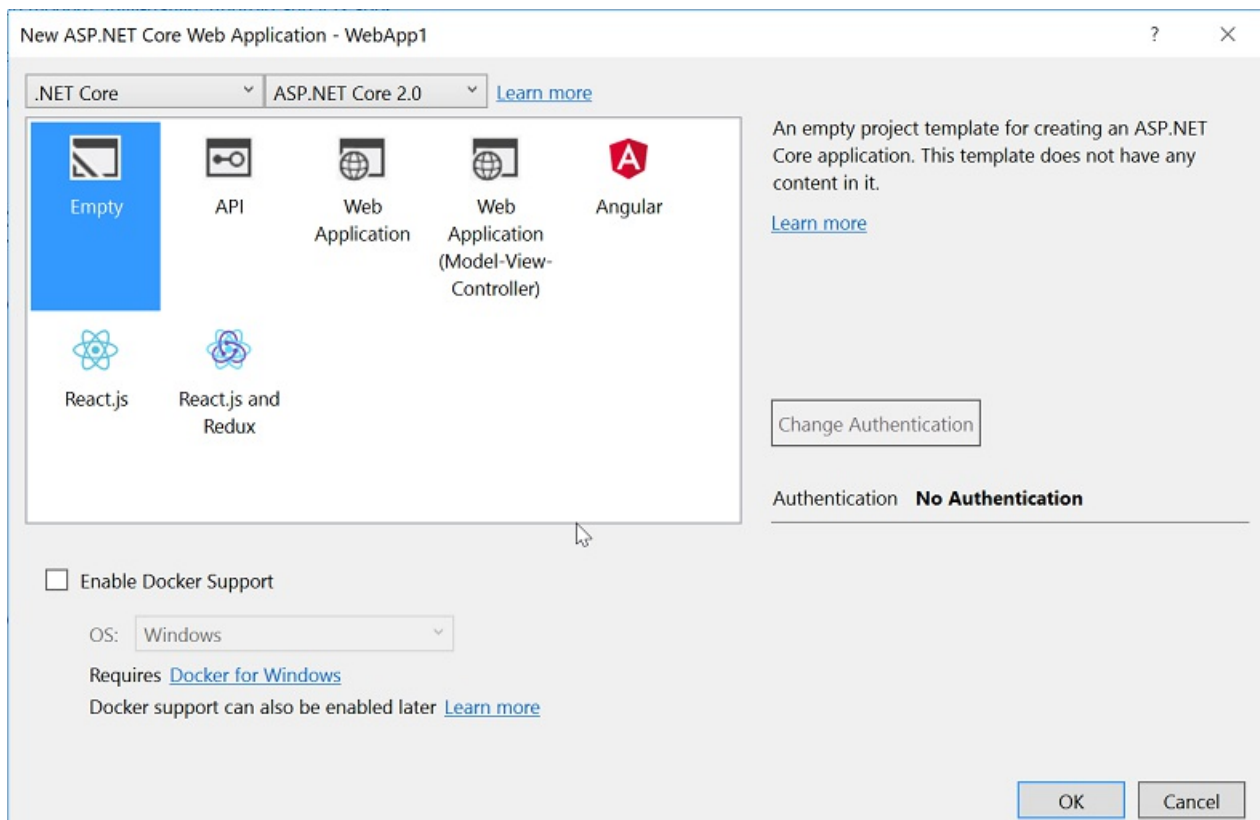 New ASP.NET Core Web Application - WebApp1
?
.NET Core
ASP.NET Core 2.0
Learn more
Empty
API
Web
Application
Web
Application
(Model-View-
Controller)
Angular
React.js
React.js and
Redux
An empty project template for creating an ASP.NET
Core application. This template does not have any
content in it.
Learn more
Change Authentication
Authentication No Authentication
Enable Docker Support
OS: Windows
Requires Docker for Windows
Docker support can also be enabled later Learn more
OK
Cancel